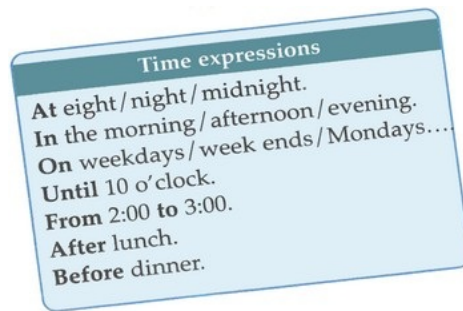 Time expressions
At eight/night/midnight.
In the morning/afternoon/evening.
On weekdays/week ends/Mondays....
Until 10 o'clock.
From 2:00 to 3:00.
After lunch.
Before dinner.